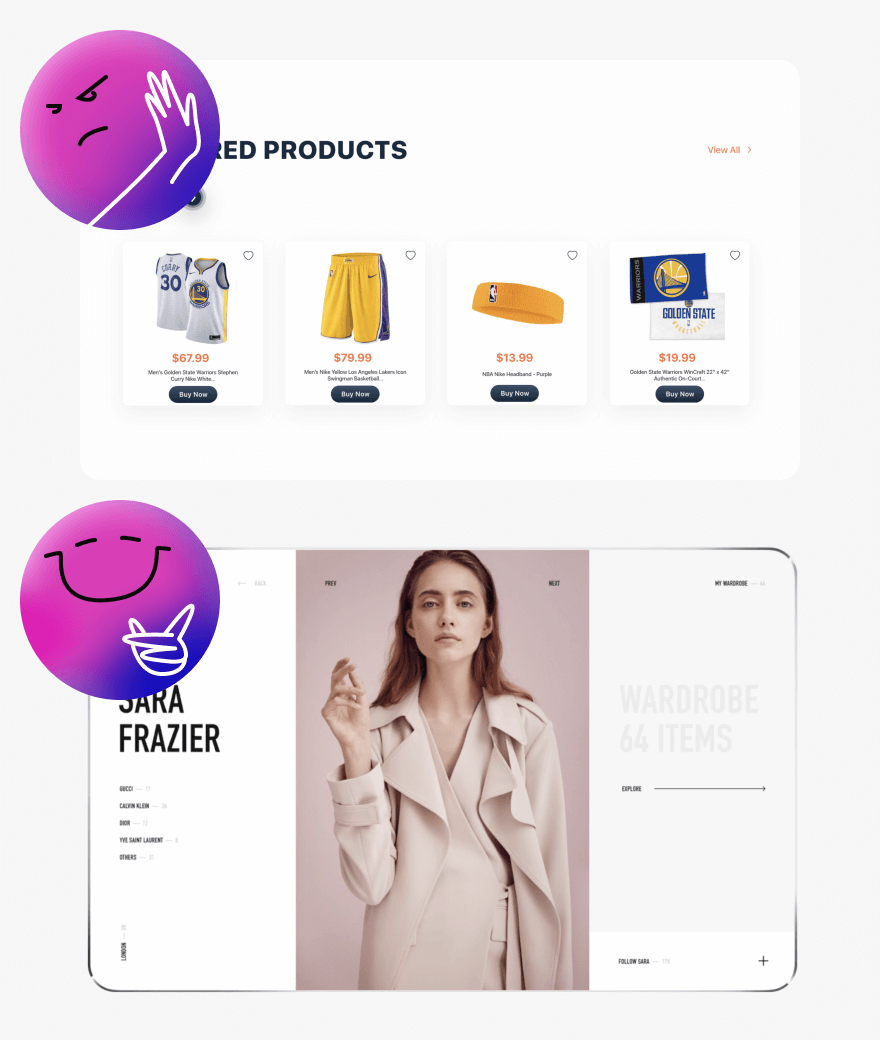 RED PRODUCTS
View All
CURRY
30
30
WARRIORS
GOLDEN STATE
BASKETBALL
$67.99
$79.99
$13.99
$19.99
Men's Golden State Warriors Stephen
Curry Nike White...
Men's Nike Yellow Los Angeles Lakers Icon
Swingman Basketball...
NBA Nike Headband - Purple
Golden State Warriors WinCraft 22" x 42"
Authentic On-Court...
Buy Now
Buy Now
Buy Now
Buy Now
BACK
PREV
NEXT
MY WARDROBE — 64
SARA
FRAZIER
WARDROBE
64 ITEMS
GUCCI — 17
CALVIN KLEIN — 26
DIOR — 12
YVE SAINT LAURENT — 8
OTHERS — 23
EXPLORE
LONDON
FOLLOW SARA